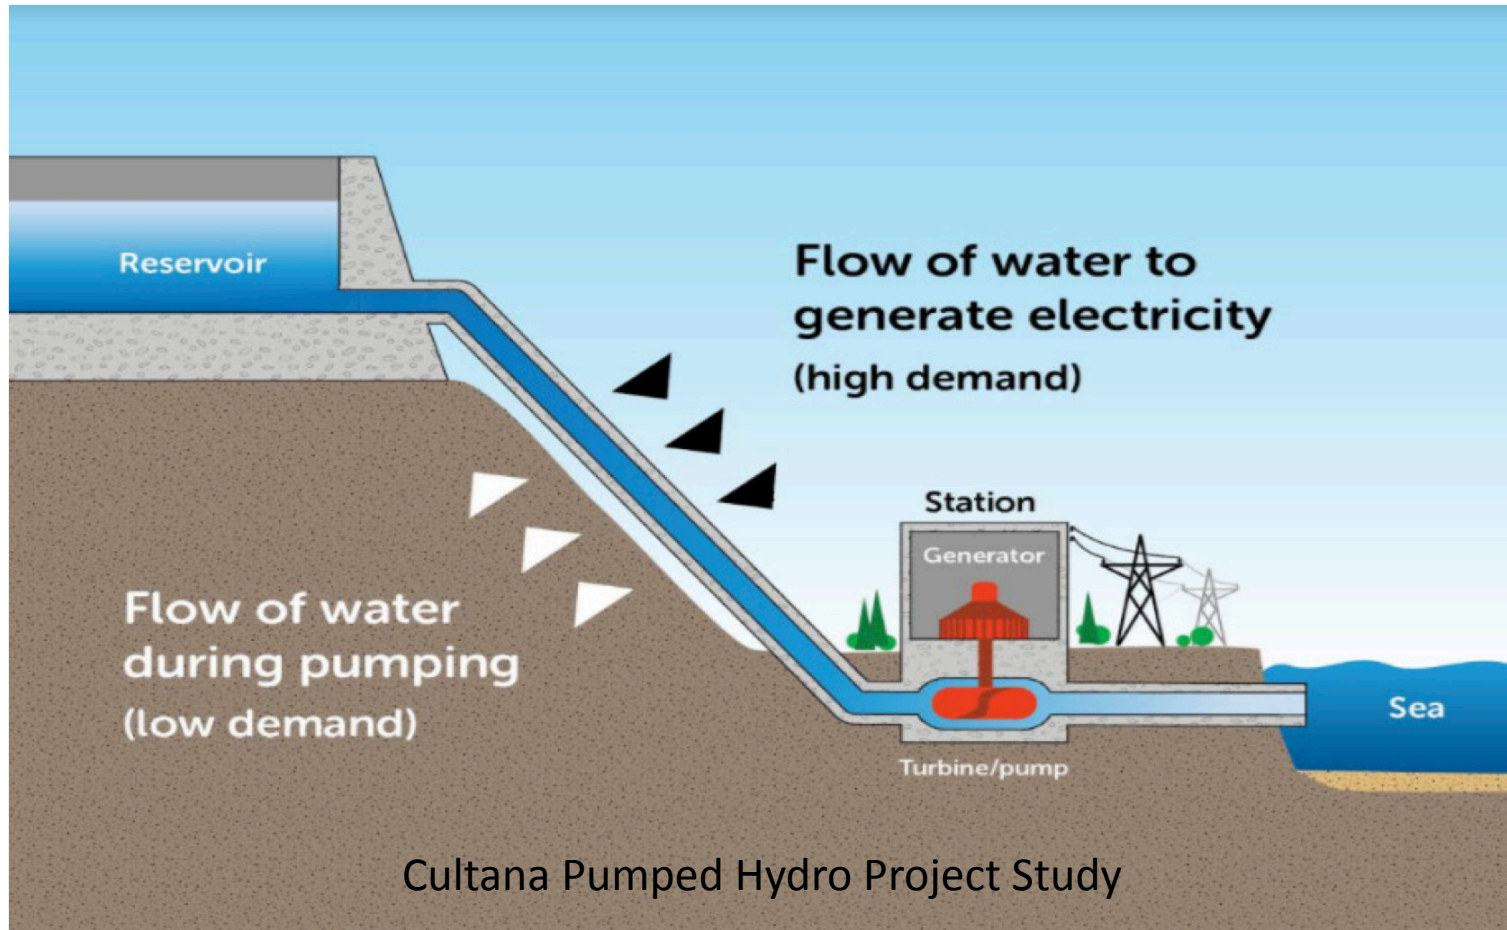 Reservoir
Flow of water to
generate electricity
(high demand)
Station
Generator
Flow of water
during pumping
(low demand)
Sea
Turbine/pump
Cultana Pumped Hydro Project Study